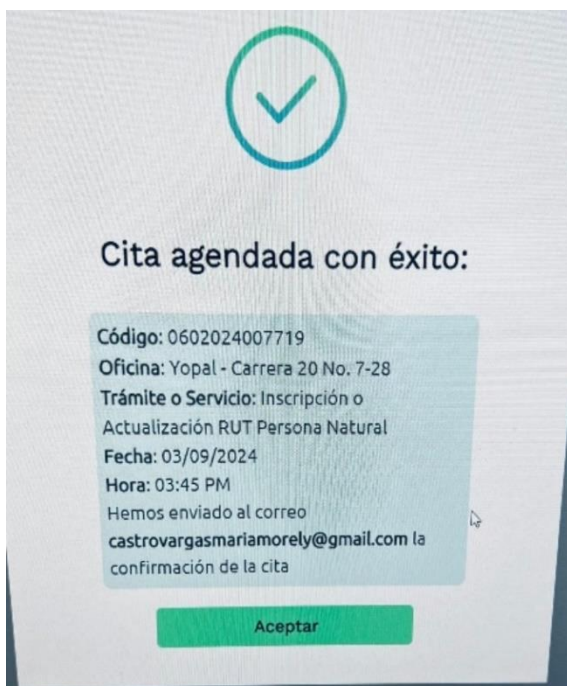 Cita agendada con éxito:
Código: 0602024007719
Oficina: Yopal - Carrera 20 No. 7-28
Trámite o Servicio: Inscripción o
Actualización RUT Persona Natural
Fecha: 03/09/2024
Hora: 03:45 PM
Hemos enviado al correo
castrovargasmariamorely@gmail.com la
confirmación de la cita
Aceptar